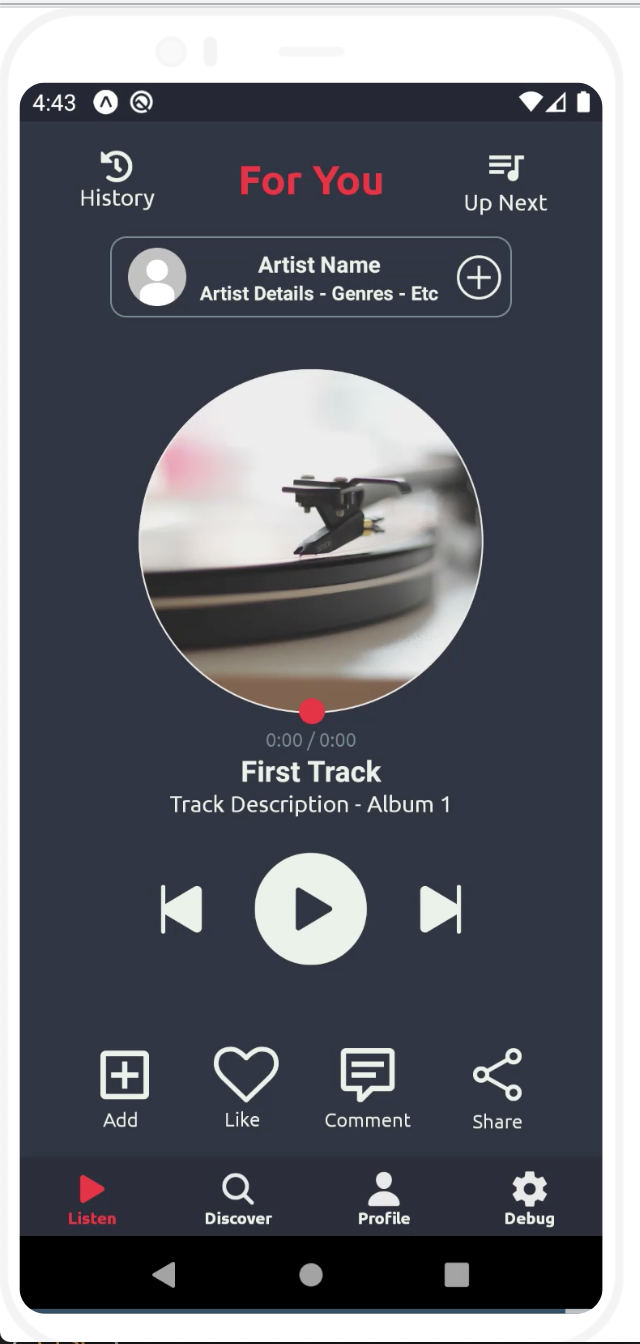 4:43
For You
History
Up Next
Artist Name
Artist Details - Genres - Etc
0:00 / 0:00
First Track
Track Description - Album 1
Add Like Comment Share
Listen Discover Profile Debug